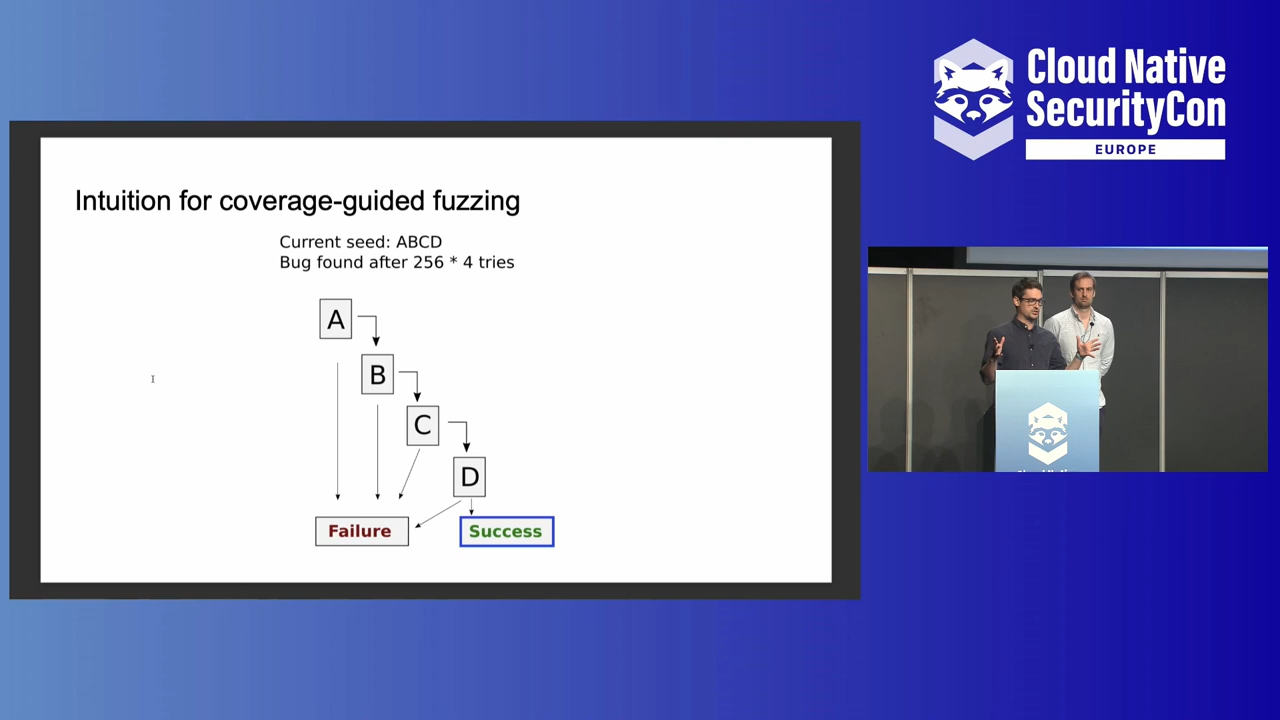 Cloud Native
SecurityCon
EUROPE
Intuition for coverage-guided fuzzing
Current seed: ABCD
Bug found after 256 * 4 tries
A
B
C
D
Failure
Success